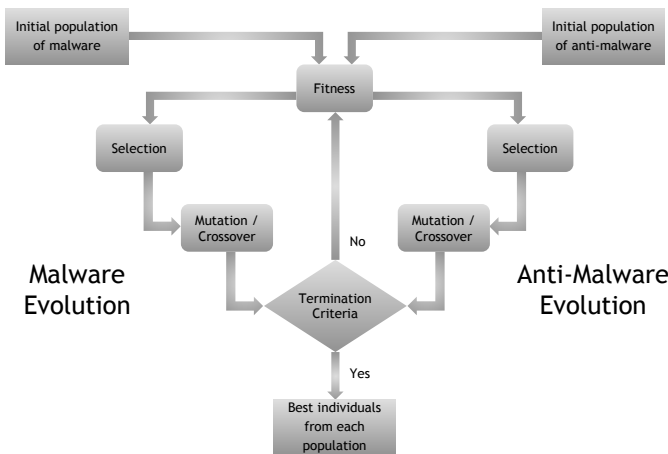 Initial population
of malware
Initial population
of anti-malware
Fitness
Selection
Selection
Mutation /
Crossover
Mutation /
Crossover
No
Malware
Evolution
Anti-Malware
Evolution
Termination
Criteria
Yes
Best individuals
from each
population